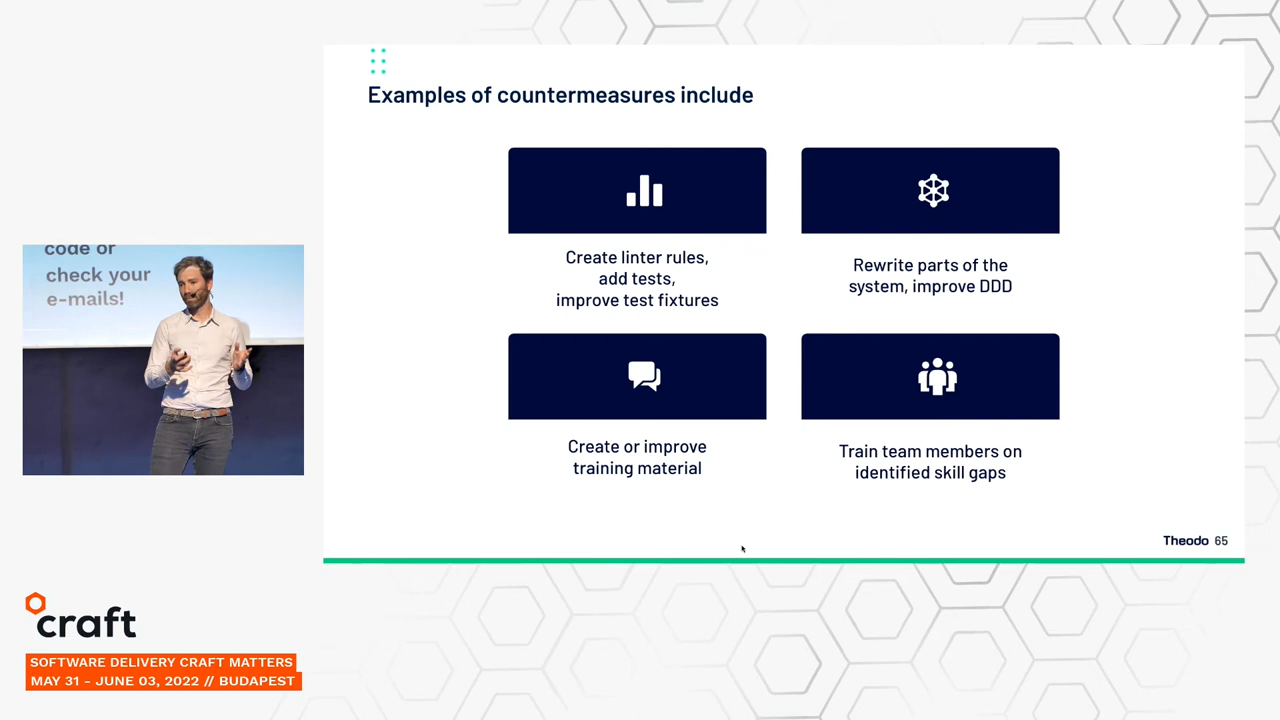 Examples of countermeasures include
Create linter rules,
add tests,
improve test fixtures
Rewrite parts of the
system, improve DDD
Create or improve
training material
Train team members on
identified skill gaps
Theodo 65
code or
check your
e-mails!
craft
SOFTWARE DELIVERY CRAFT MATTERS
MAY 31 - JUNE 03, 2022 // BUDAPEST